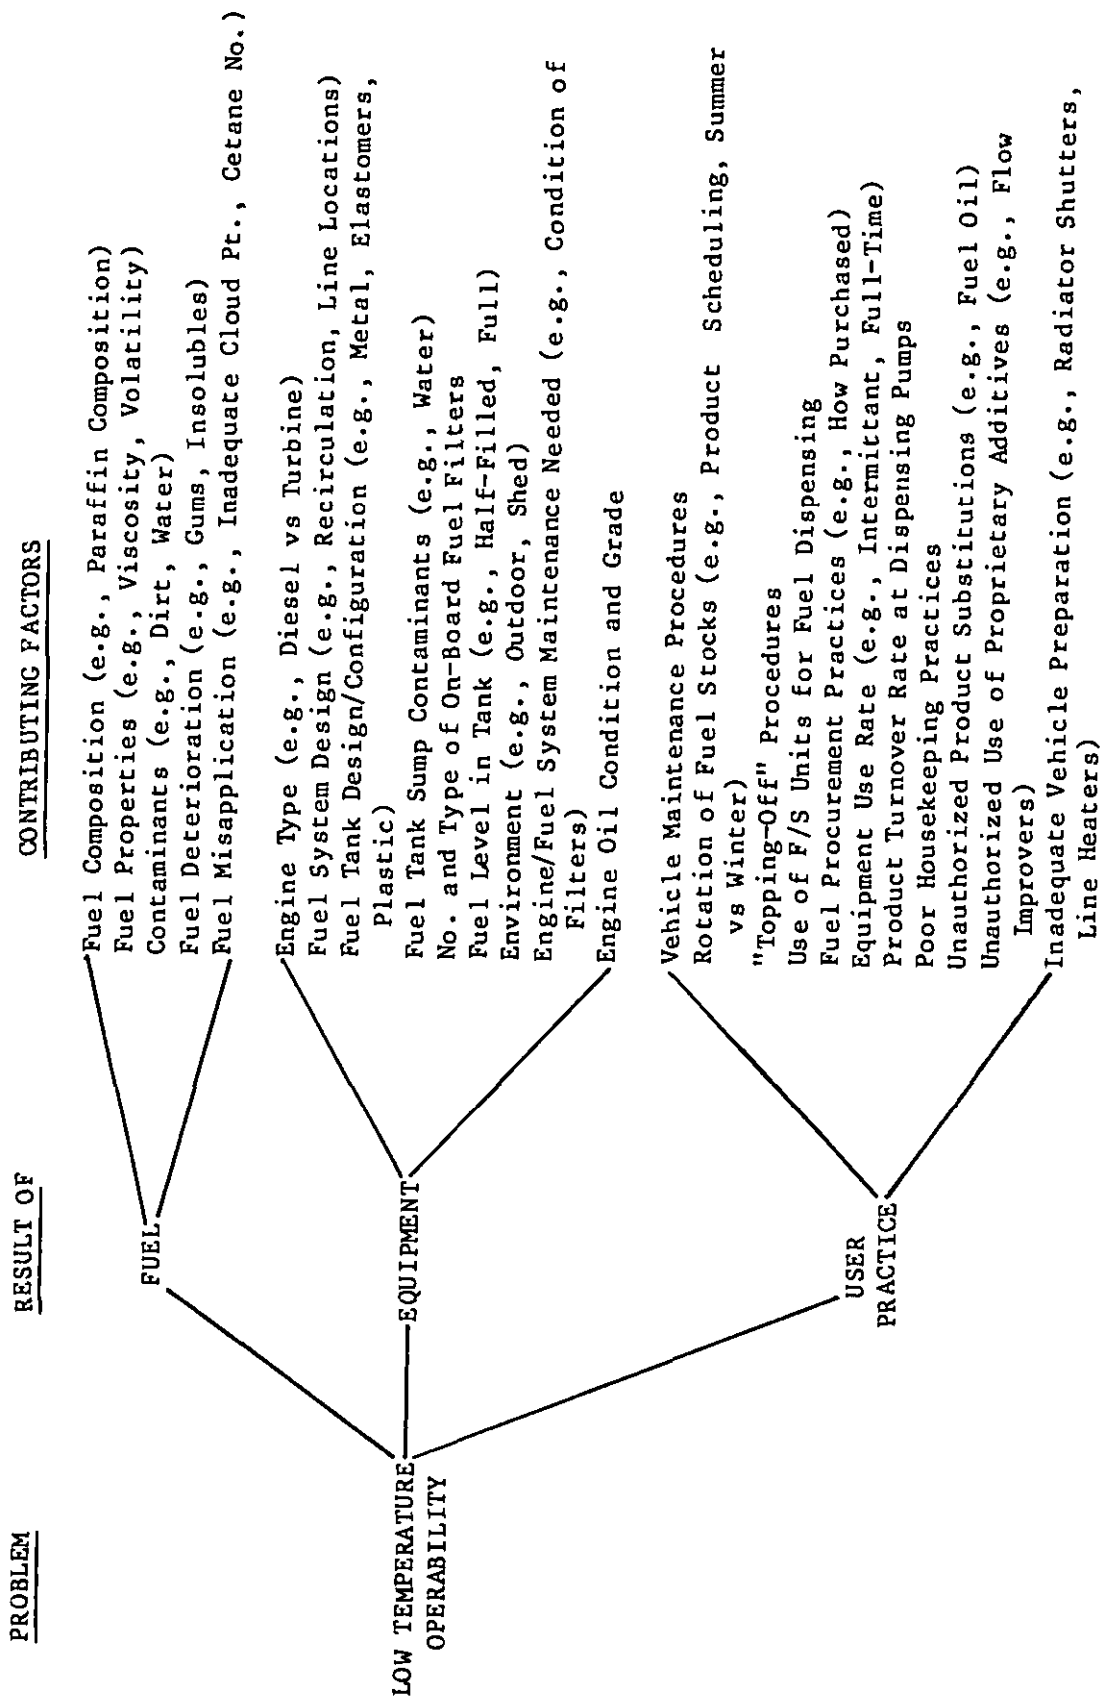 PROBLEM
RESULT OF
CONTRIBUTING FACTORS
LOW TEMPERATURE
OPERABILITY
FUEL
Fuel Composition (e.g., Paraffin Composition)
Fuel Properties (e.g., Viscosity, Volatility)
Contaminants (e.g., Dirt, Water)
Fuel Deterioration (e.g., Gums, Insolubles)
Fuel Misapplication (e.g., Inadequate Cloud Pt., Cetane No.)
EQUIPMENT
Engine Type (e.g., Diesel vs Turbine)
Fuel System Design (e.g., Recirculation, Line Locations)
Fuel Tank Design/Configuration (e.g., Metal, Elastomers,
Plastic)
Fuel Tank Sump Contaminants (e.g., Water)
No. and Type of On-Board Fuel Filters
Fuel Level in Tank (e.g., Half-Filled, Full)
Environment (e.g., Outdoor, Shed)
Engine/Fuel System Maintenance Needed (e.g., Condition of
Filters)
Engine Oil Condition and Grade
USER
PRACTICE
Vehicle Maintenance Procedures
Rotation of Fuel Stocks (e.g., Product Scheduling, Summer
vs Winter)
"Topping-Off" Procedures
Use of F/S Units for Fuel Dispensing
Fuel Procurement Practices (e.g., How Purchased)
Equipment Use Rate (e.g., Intermittant, Full-Time)
Product Turnover Rate at Dispensing Pumps
Poor Housekeeping Practices
Unauthorized Product Substitutions (e.g., Fuel Oil)
Unauthorized Use of Proprietary Additives (e.g., Flow
Improvers)
Inadequate Vehicle Preparation (e.g., Radiator Shutters,
Line Heaters)